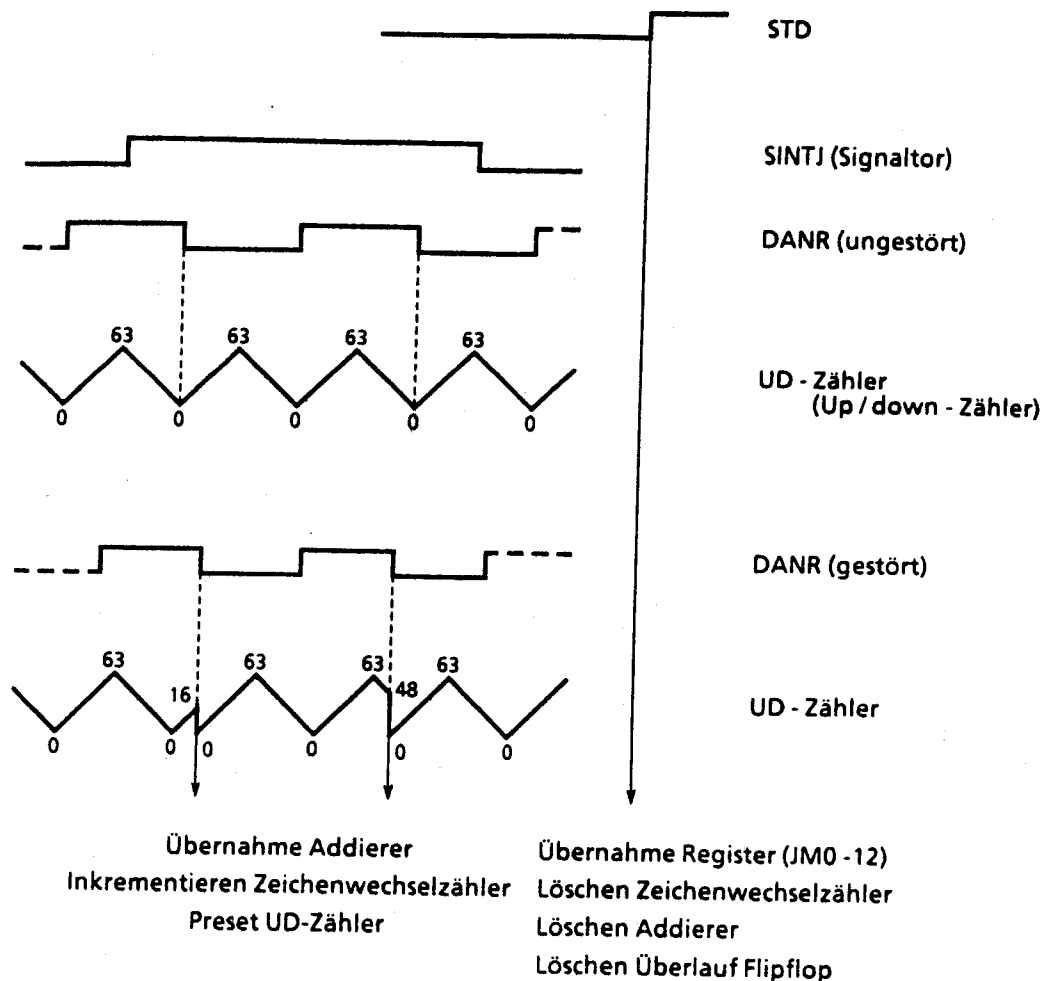 STD
SINTJ (Signaltor)
DANR (ungestört)
63 63 63 63
UD - Zähler
(Up / down - Zähler)
0 0 0 0 0
DANR (gestört)
63 63 63 63
16 48
UD - Zähler
0 0 0 0 0 0
Übernahme Addierer
Inkrementieren Zeichenwechselzähler
Preset UD-Zähler
Übernahme Register (JM0 -12)
Löschen Zeichenwechselzähler
Löschen Addierer
Löschen Überlauf Flipflop